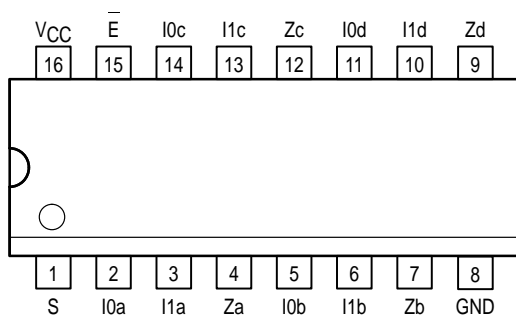 VCC E̅ I0c I1c Zc I0d I1d Zd
16 15 14 13 12 11 10 9
1 2 3 4 5 6 7 8
S I0a I1a Za I0b I1b Zb GND